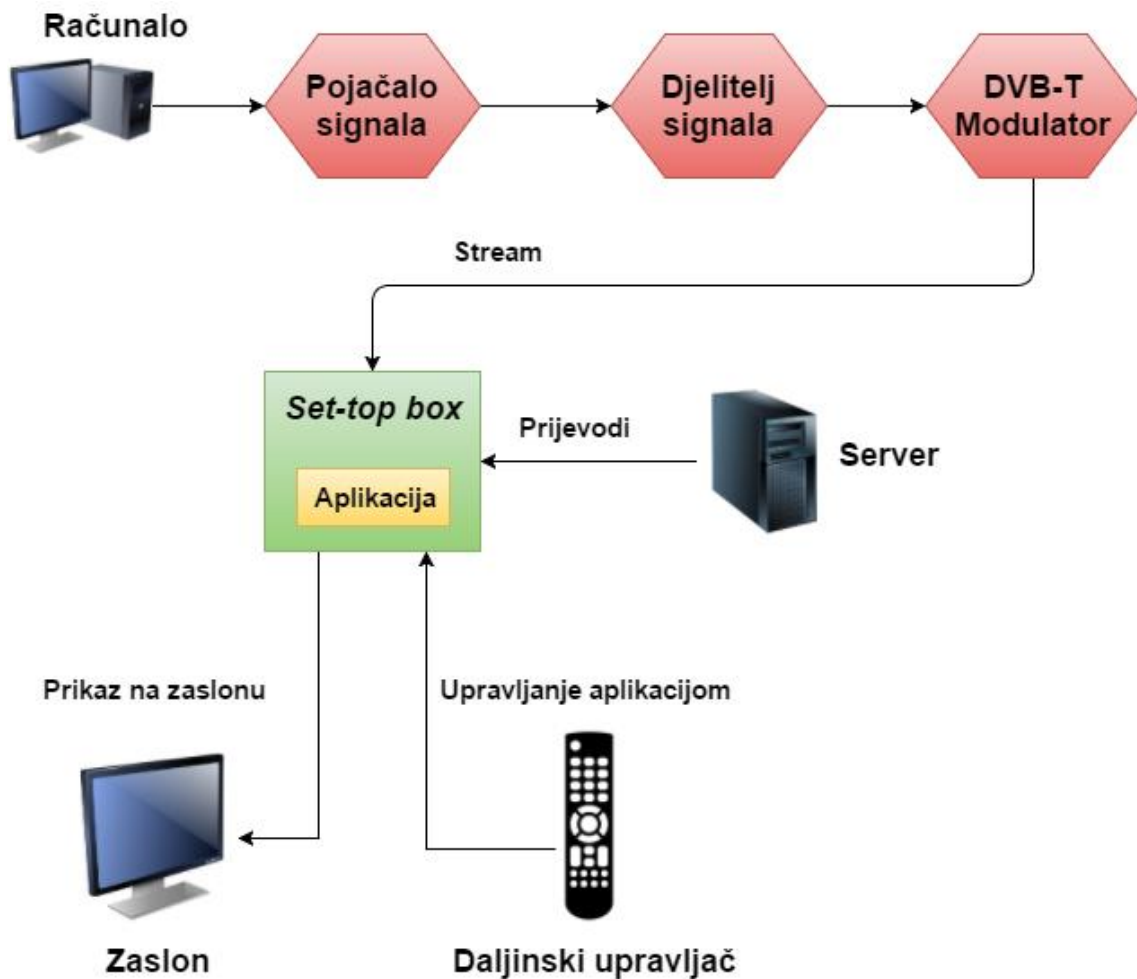 Računalo
Pojačalo
signala
Djelitelj
signala
DVB-T
Modulator
Stream
Set-top box
Aplikacija
Prijevodi
Server
Prikaz na zaslonu
Upravljanje aplikacijom
Zaslon
Daljinski upravljač